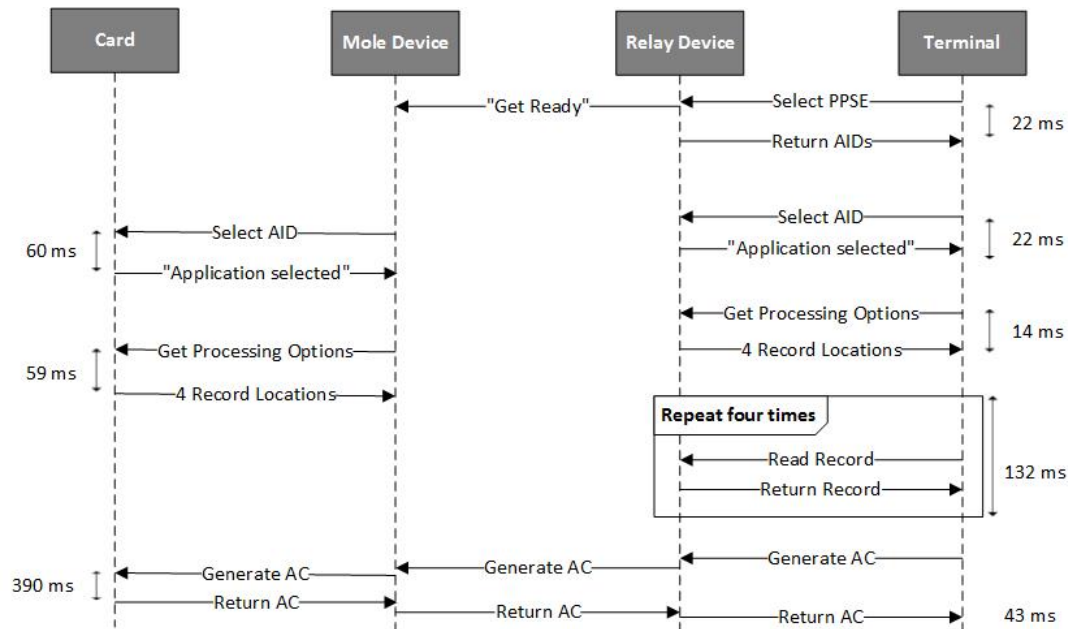 Card
Mole Device
Relay Device
Terminal
"Get Ready"
Select PPSE
22 ms
Return AIDs
Select AID
Select AID
60 ms
22 ms
"Application selected"
"Application selected"
Get Processing Options
14 ms
Get Processing Options
4 Record Locations
59 ms
4 Record Locations
Repeat four times
Read Record
132 ms
Return Record
Generate AC
Generate AC
Generate AC
390 ms
Return AC
Return AC
Return AC
43 ms